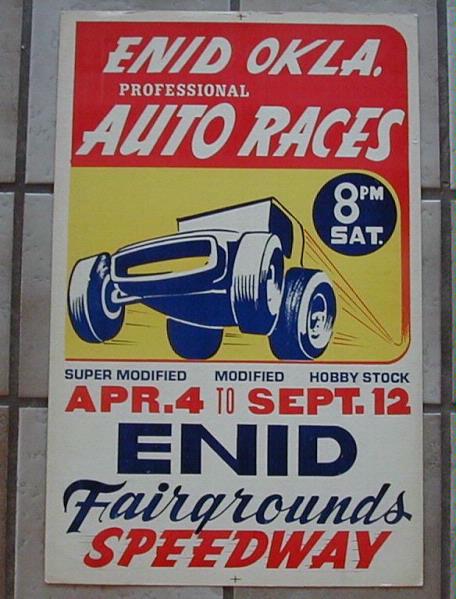 ENID OKLA.
PROFESSIONAL
AUTO RACES
8PM
SAT.
SUPER MODIFIED MODIFIED HOBBY STOCK
APR. 4 TO SEPT. 12
ENID
Fairgrounds
SPEEDWAY